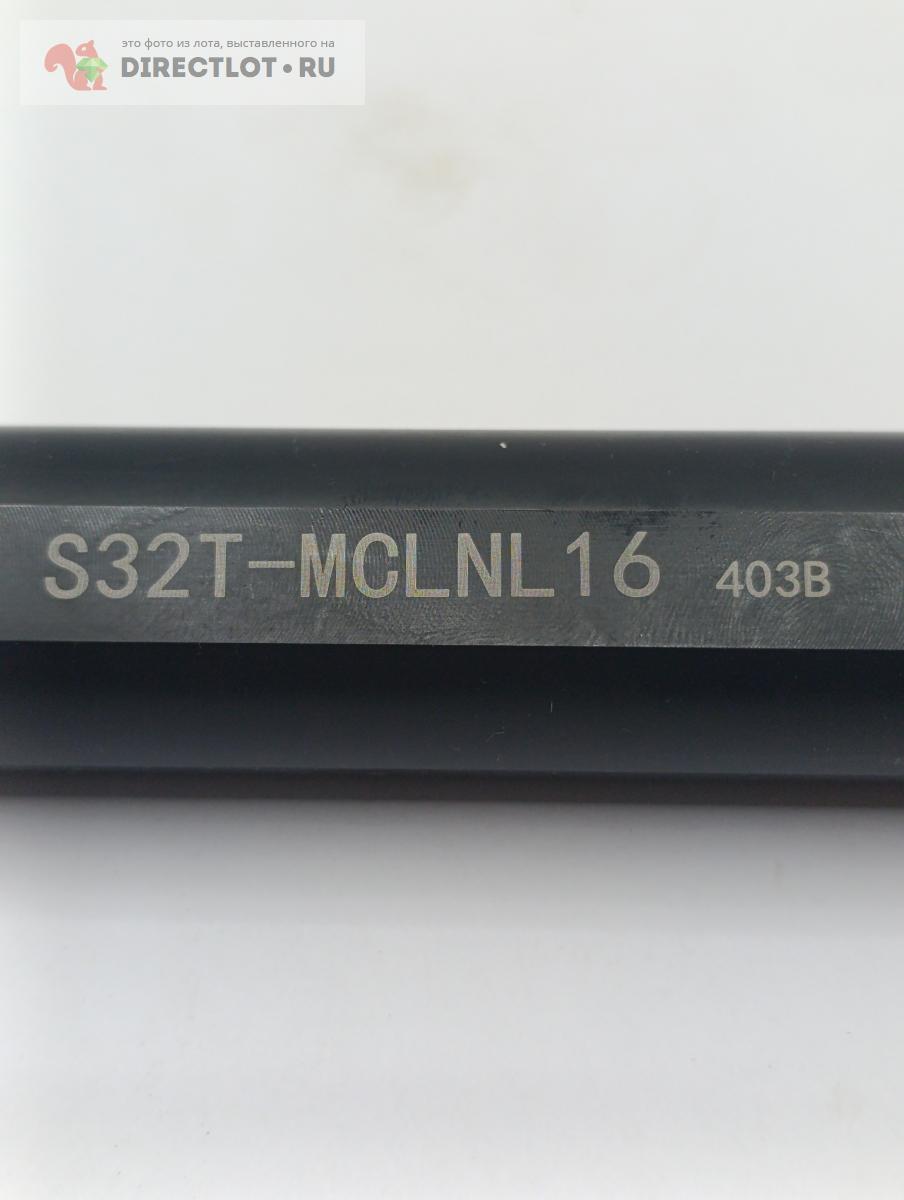 это фото из лота, выставленного на
DIRECTLOT•RU
S32T-MCLNL16 403B